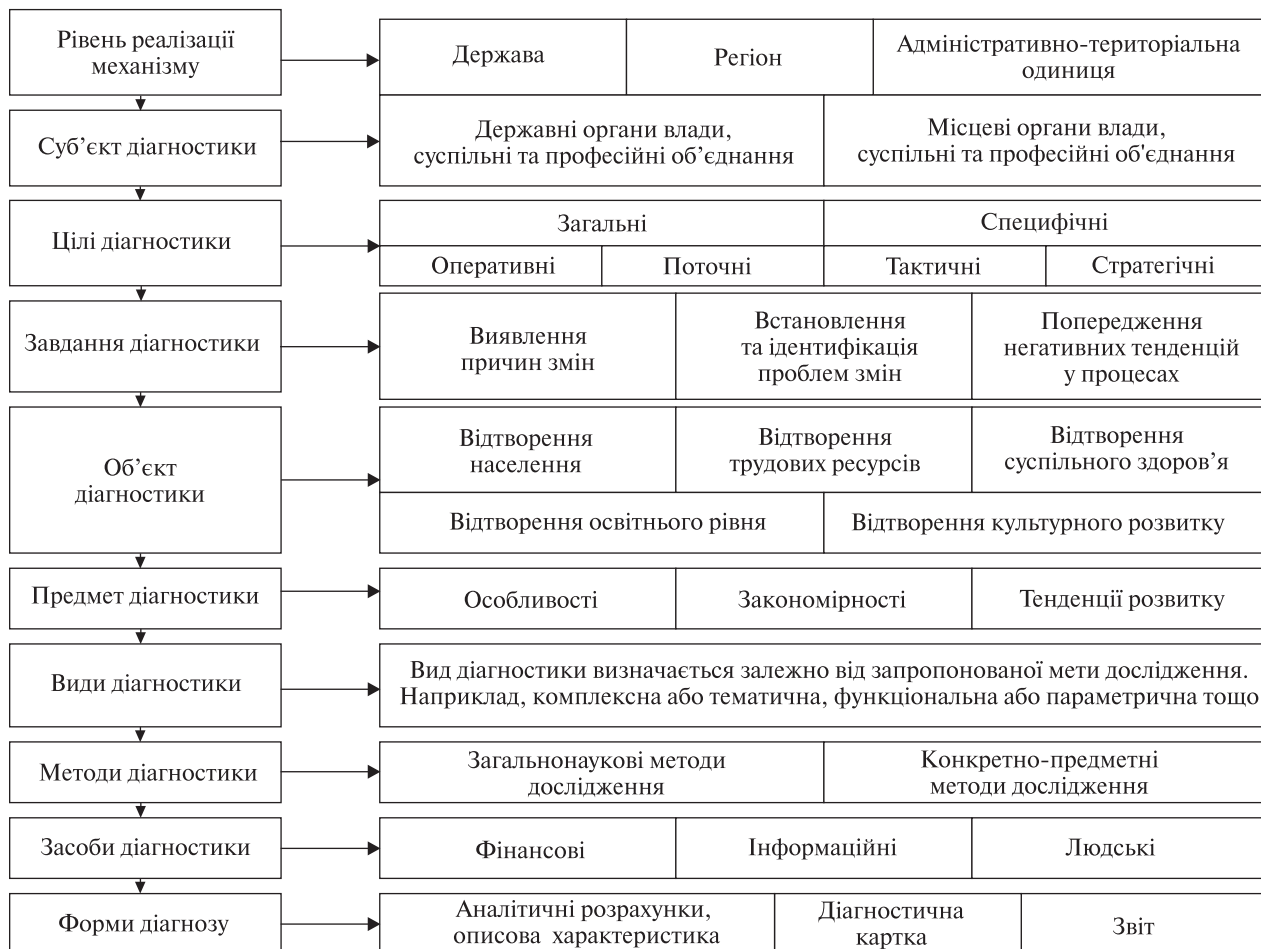 Рівень реалізації
механізму
Держава
Регіон
Адміністративно-територіальна
одиниця
Суб’єкт діагностики
Державні органи влади,
суспільні та професійні об’єднання
Місцеві органи влади,
суспільні та професійні об'єднання
Цілі діагностики
Загальні
Специфічні
Оперативні
Поточні
Тактичні
Стратегічні
Завдання діагностики
Виявлення
причин змін
Встановлення
та ідентифікація
проблем змін
Попередження
негативних тенденцій
у процесах
Об’єкт
діагностики
Відтворення
населення
Відтворення
трудових ресурсів
Відтворення
суспільного здоров’я
Відтворення освітнього рівня
Відтворення культурного розвитку
Предмет діагностики
Особливості
Закономірності
Тенденції розвитку
Види діагностики
Вид діагностики визначається залежно від запропонованої мети дослідження.
Наприклад, комплексна або тематична, функціональна або параметрична тощо
Методи діагностики
Загальнонаукові методи
дослідження
Конкретно-предметні
методи дослідження
Засоби діагностики
Фінансові
Інформаційні
Людські
Форми діагнозу
Аналітичні розрахунки,
описова характеристика
Діагностична
картка
Звіт